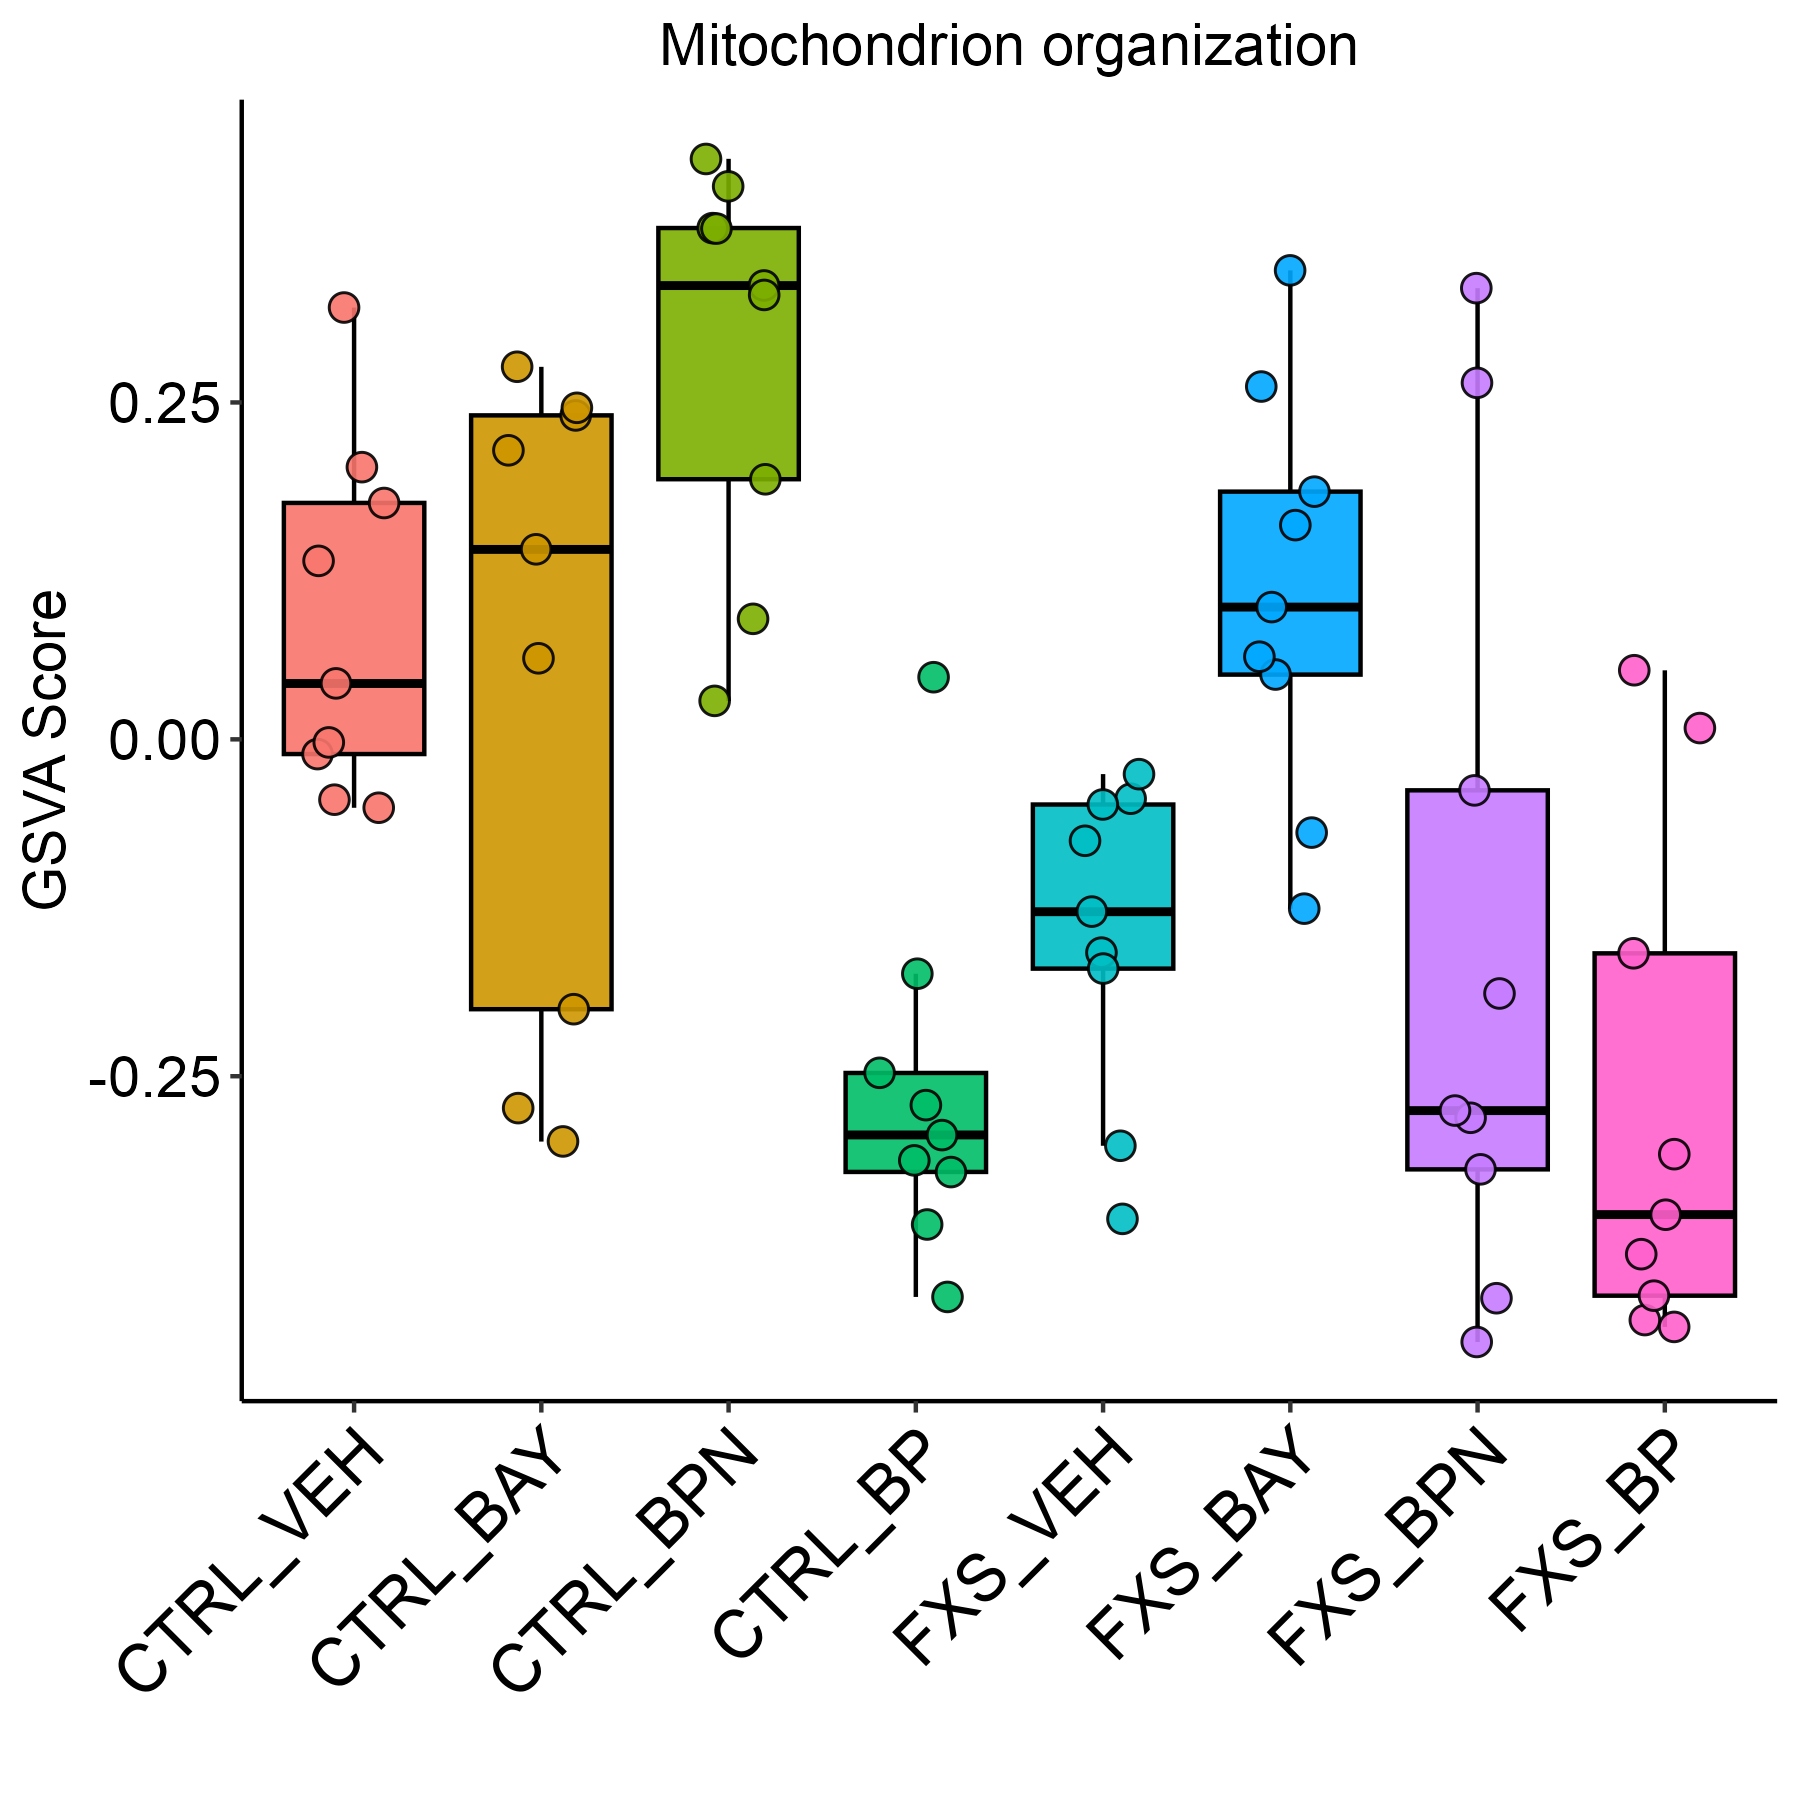 Mitochondrion organization
GSVA Score
0.25
0.00
-0.25
CTRL_VEH
CTRL_BAY
CTRL_BPN
CTRL_BP
FXS_VEH
FXS_BAY
FXS_BPN
FXS_BP